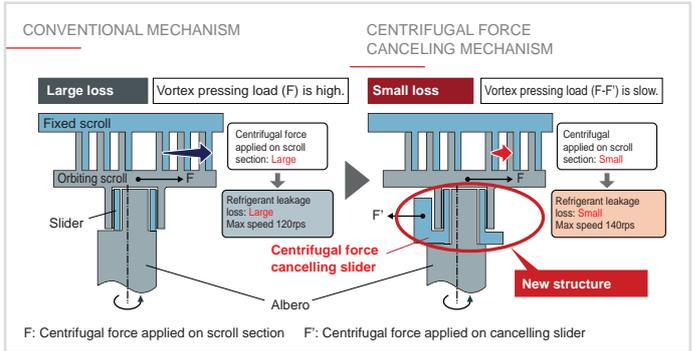 CONVENTIONAL MECHANISM
CENTRIFUGAL FORCE
CANCELING MECHANISM
Large loss
Vortex pressing load (F) is high.
Fixed scroll
Centrifugal force
applied on scroll
section: Large
Orbiting scroll
F
Slider
Refrigerant leakage
loss: Large
Max speed 120rps
Small loss
Vortex pressing load (F-F') is slow.
Centrifugal
applied on scroll
section: Small
F
F'
Refrigerant leakage
loss: Small
Max speed 140rps
Centrifugal force
cancelling slider
New structure
Albero
F: Centrifugal force applied on scroll section F': Centrifugal force applied on cancelling slider